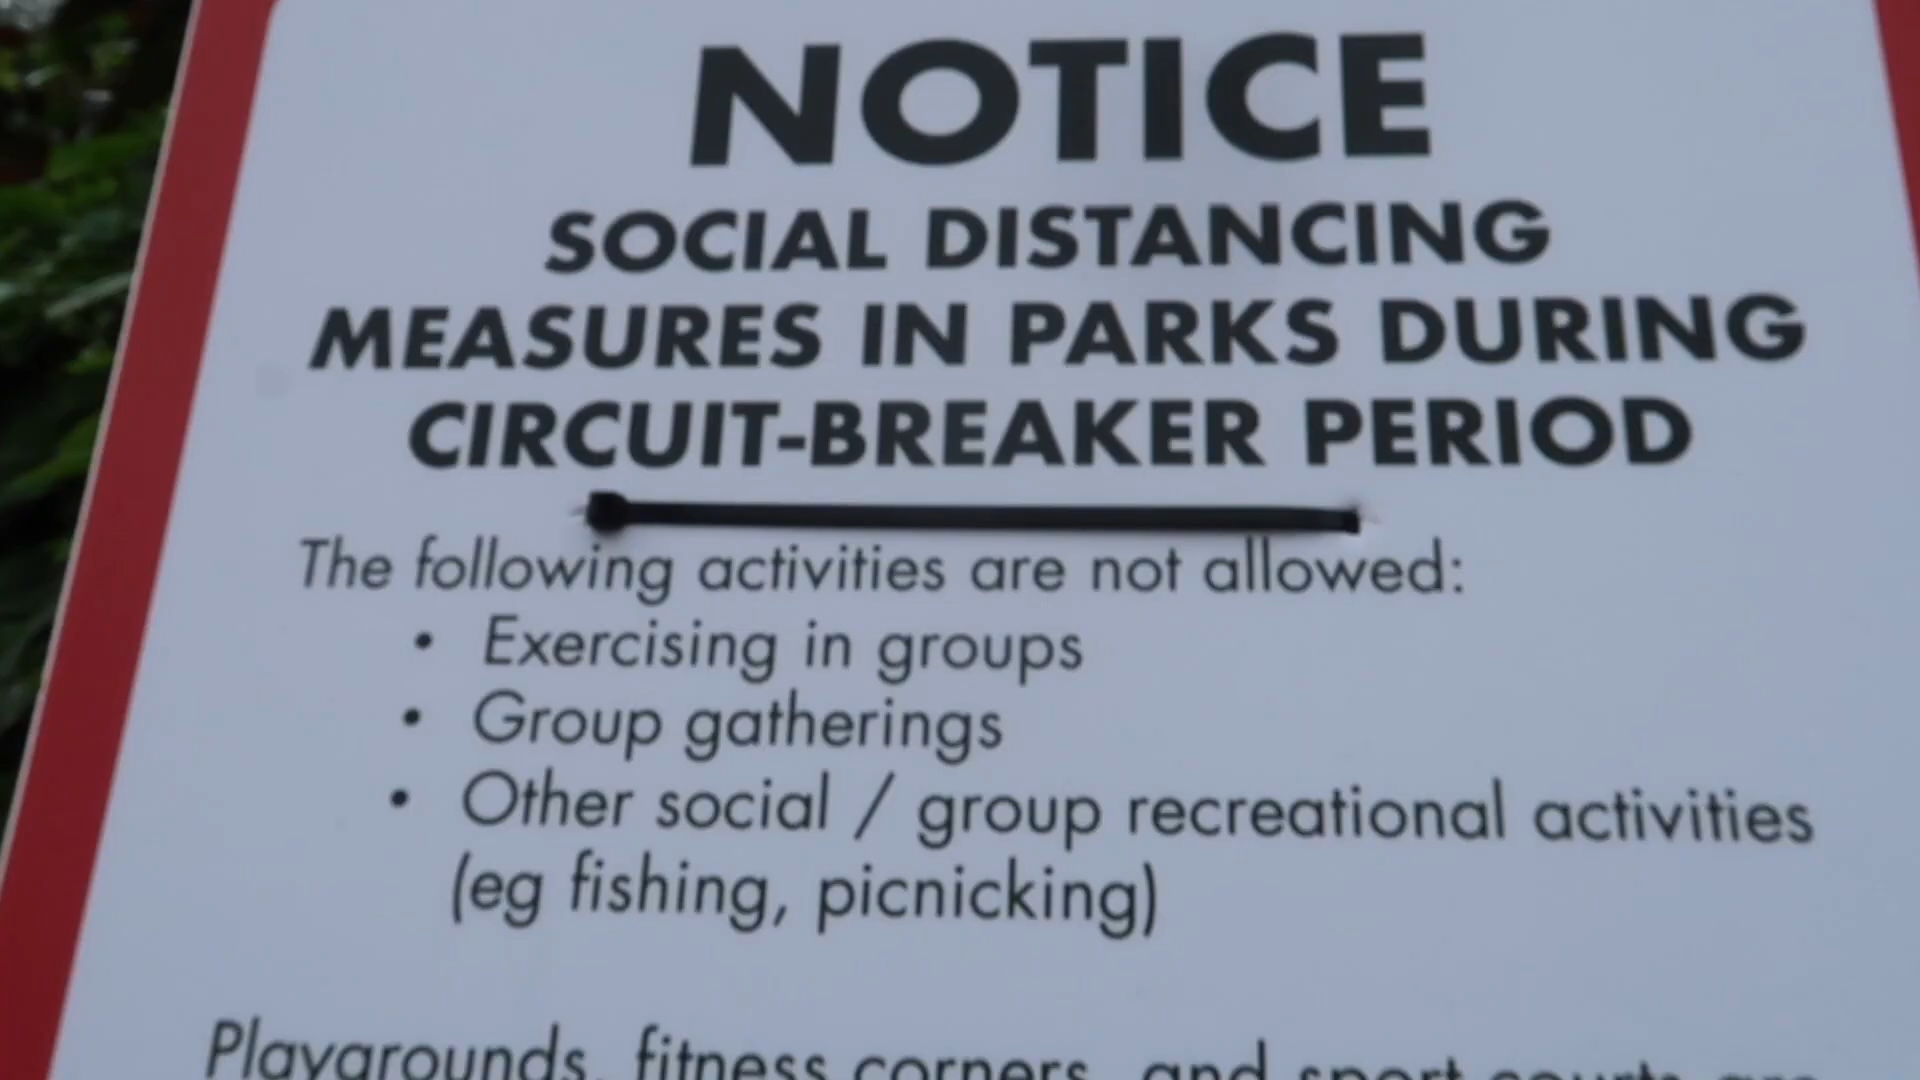 NOTICE
SOCIAL DISTANCING
MEASURES IN PARKS DURING
CIRCUIT-BREAKER PERIOD
The following activities are not allowed:
• Exercising in groups
• Group gatherings
• Other social / group recreational activities
(eg fishing, picnicking)
Playgrounds, fitness corners, and sport courts are